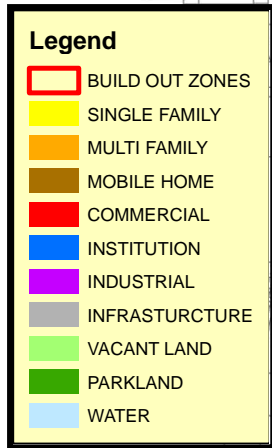 Legend
BUILD OUT ZONES
SINGLE FAMILY
MULTI FAMILY
MOBILE HOME
COMMERCIAL
INSTITUTION
INDUSTRIAL
INFRASTURCTURE
VACANT LAND
PARKLAND
WATER